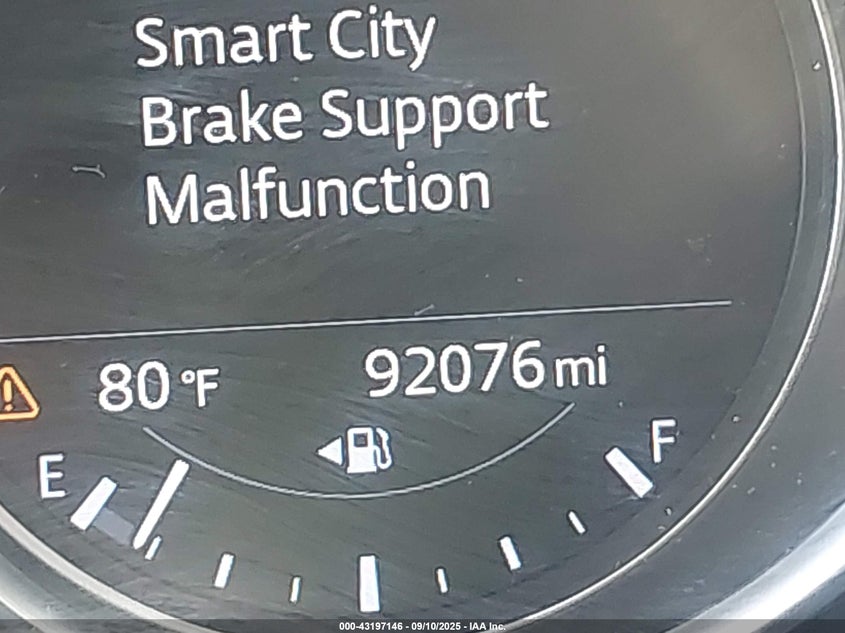 Smart City
Brake Support
Malfunction
80 °F 92076 mi
E F
000-43197146 - 09/10/2025 - IAA Inc.